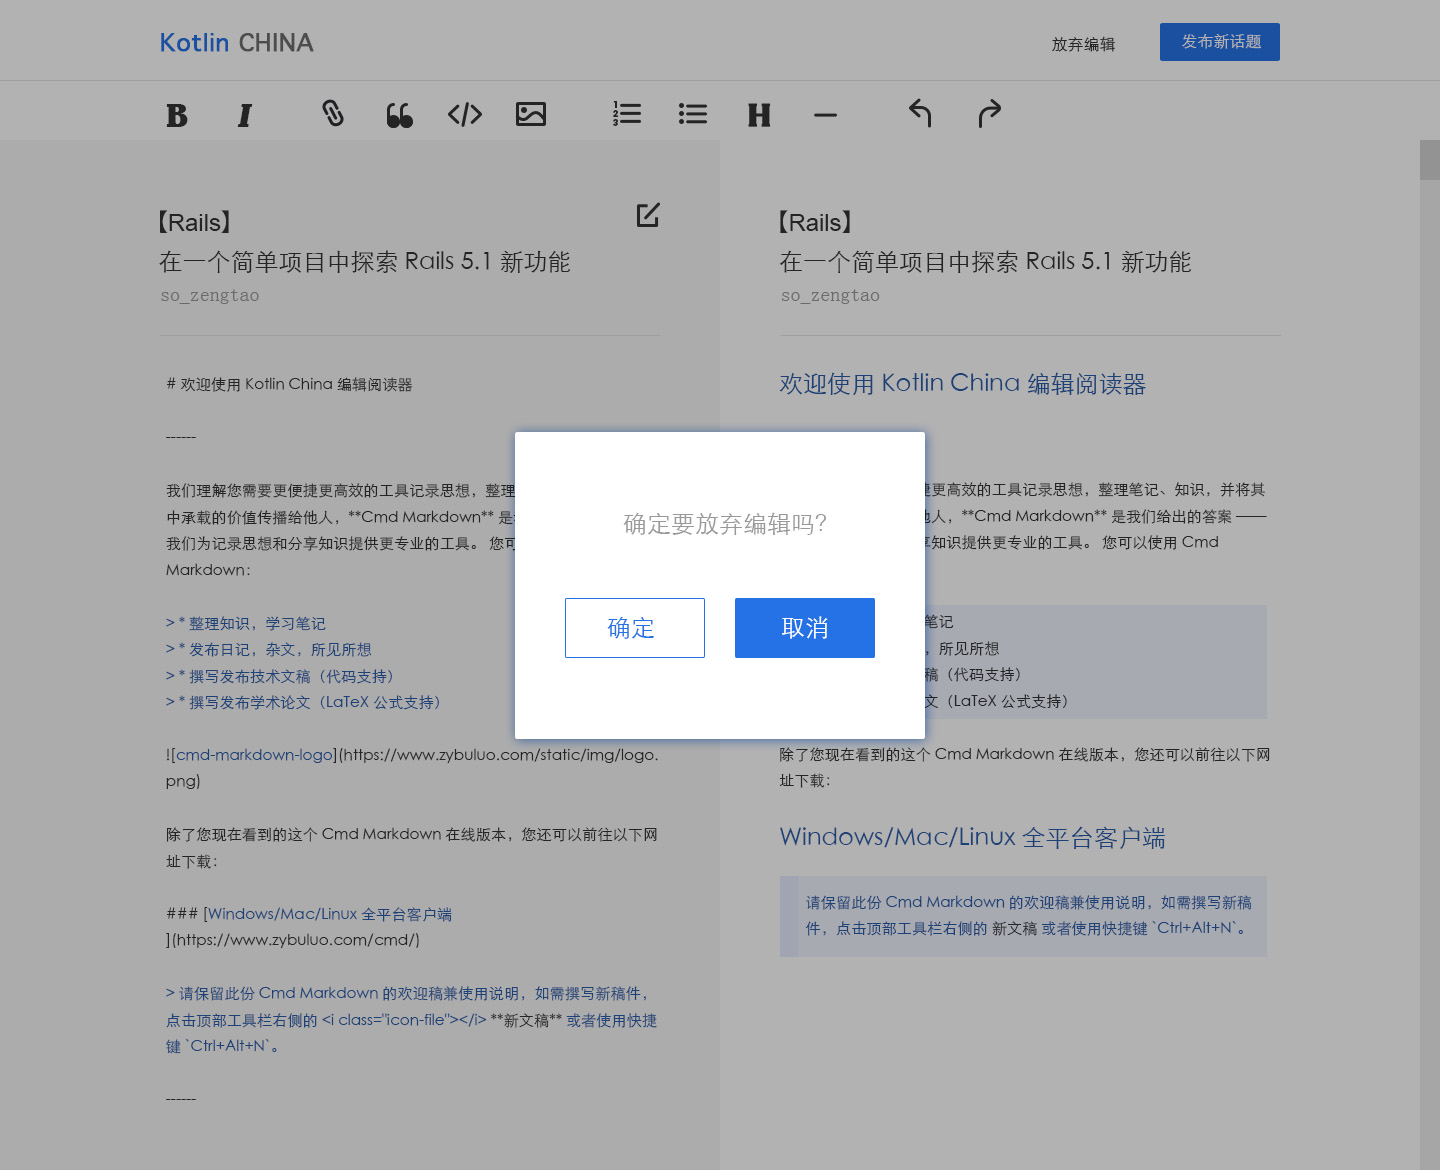 Kotlin CHINA
放弃编辑
发布新话题
【Rails】
在一个简单项目中探索 Rails 5.1 新功能
so_zengtao
# 欢迎使用 Kotlin China 编辑阅读器
------
我们理解您需要更便捷更高效的工具记录思想，整理
中承载的价值传播给他人，**Cmd Markdown** 是
我们为记录思想和分享知识提供更专业的工具。 您可
Markdown：
> * 整理知识，学习笔记
> * 发布日记，杂文，所见所想
> * 撰写发布技术文稿（代码支持）
> * 撰写发布学术论文（LaTeX 公式支持）
![cmd-markdown-logo](https://www.zybuluo.com/static/img/logo.
png)
除了您现在看到的这个 Cmd Markdown 在线版本，您还可以前往以下网
址下载：
### [Windows/Mac/Linux 全平台客户端
](https://www.zybuluo.com/cmd/)
> 请保留此份 Cmd Markdown 的欢迎稿兼使用说明，如需撰写新稿件，
点击顶部工具栏右侧的 <i class="icon-file"></i> **新文稿** 或者使用快捷
键 `Ctrl+Alt+N`。
------
【Rails】
在一个简单项目中探索 Rails 5.1 新功能
so_zengtao
欢迎使用 Kotlin China 编辑阅读器
更高效的工具记录思想，整理笔记、知识，并将其
人，**Cmd Markdown** 是我们给出的答案 ——
知识提供更专业的工具。 您可以使用 Cmd
笔记
，所见所想
稿（代码支持）
文（LaTeX 公式支持）
除了您现在看到的这个 Cmd Markdown 在线版本，您还可以前往以下网
址下载：
Windows/Mac/Linux 全平台客户端
请保留此份 Cmd Markdown 的欢迎稿兼使用说明，如需撰写新稿
件，点击顶部工具栏右侧的 新文稿 或者使用快捷键 `Ctrl+Alt+N`。
确定要放弃编辑吗？
确定
取消